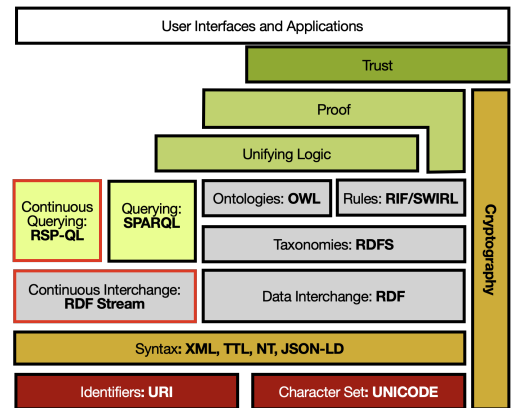 User Interfaces and Applications
Trust
Proof
Unifying Logic
Continuous
Querying:
RSP-QL
Querying:
SPARQL
Ontologies: OWL
Rules: RIF/SWIRL
Taxonomies: RDFS
Continuous Interchange:
RDF Stream
Data Interchange: RDF
Syntax: XML, TTL, NT, JSON-LD
Identifiers: URI
Character Set: UNICODE
Cryptography